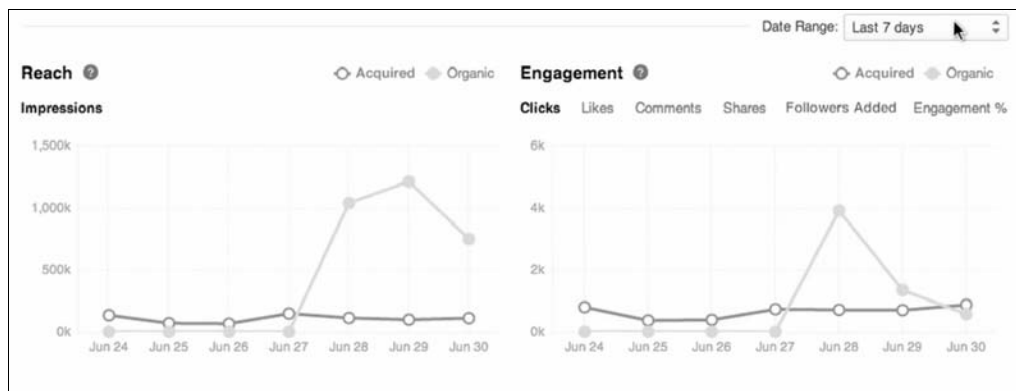 Date Range: Last 7 days
Reach ? Acquired Organic
Impressions
1,500k
1,000k
500k
0k
Jun 24 Jun 25 Jun 26 Jun 27 Jun 28 Jun 29 Jun 30
Engagement ? Acquired Organic
Clicks Likes Comments Shares Followers Added Engagement %
6k
4k
2k
0k
Jun 24 Jun 25 Jun 26 Jun 27 Jun 28 Jun 29 Jun 30